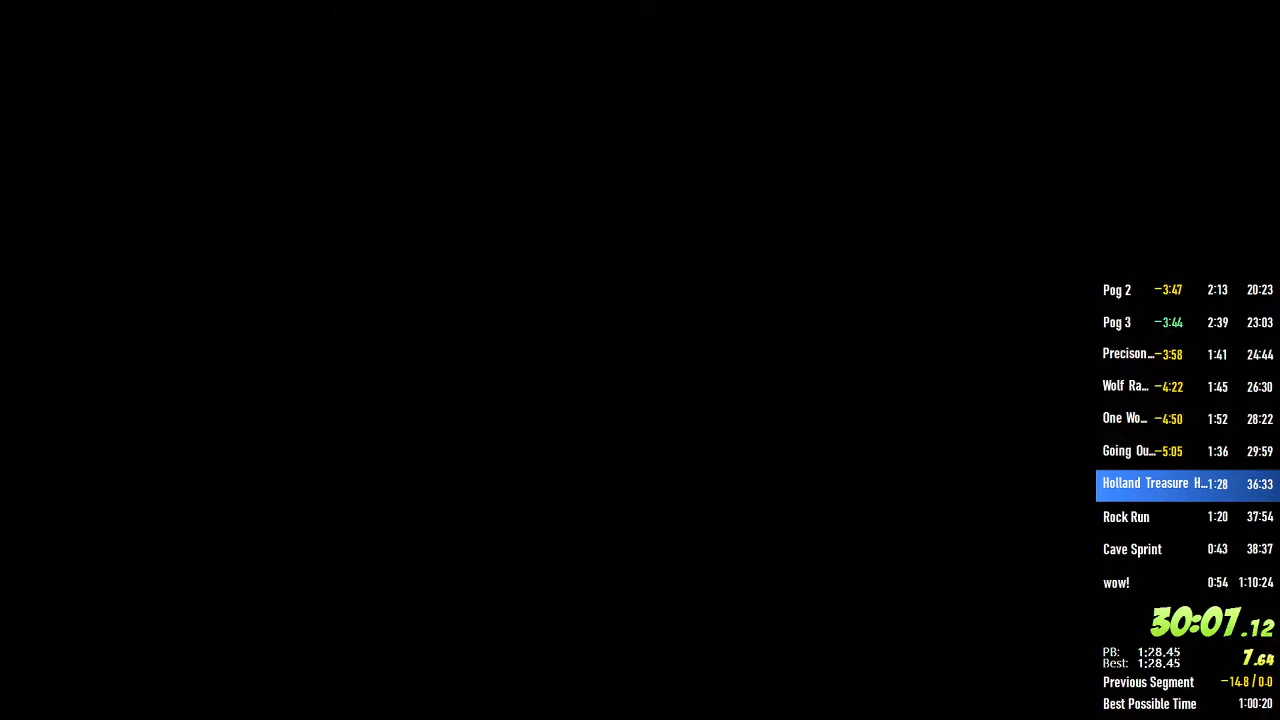 Pog 2 −3:47 2:13 20:23
Pog 3 −3:44 2:39 23:03
Precison... −3:58 1:41 24:44
Wolf Ra... −4:22 1:45 26:30
One Wo... −4:50 1:52 28:22
Going Ou... −5:05 1:36 29:59
Holland Treasure H... 1:28 36:33
Rock Run 1:20 37:54
Cave Sprint 0:43 38:37
wow! 0:54 1:10:24
30:07.12
PB: 1:28.45 7.64
Best: 1:28.45
Previous Segment −14.8 / 0.0
Best Possible Time 1:00:20